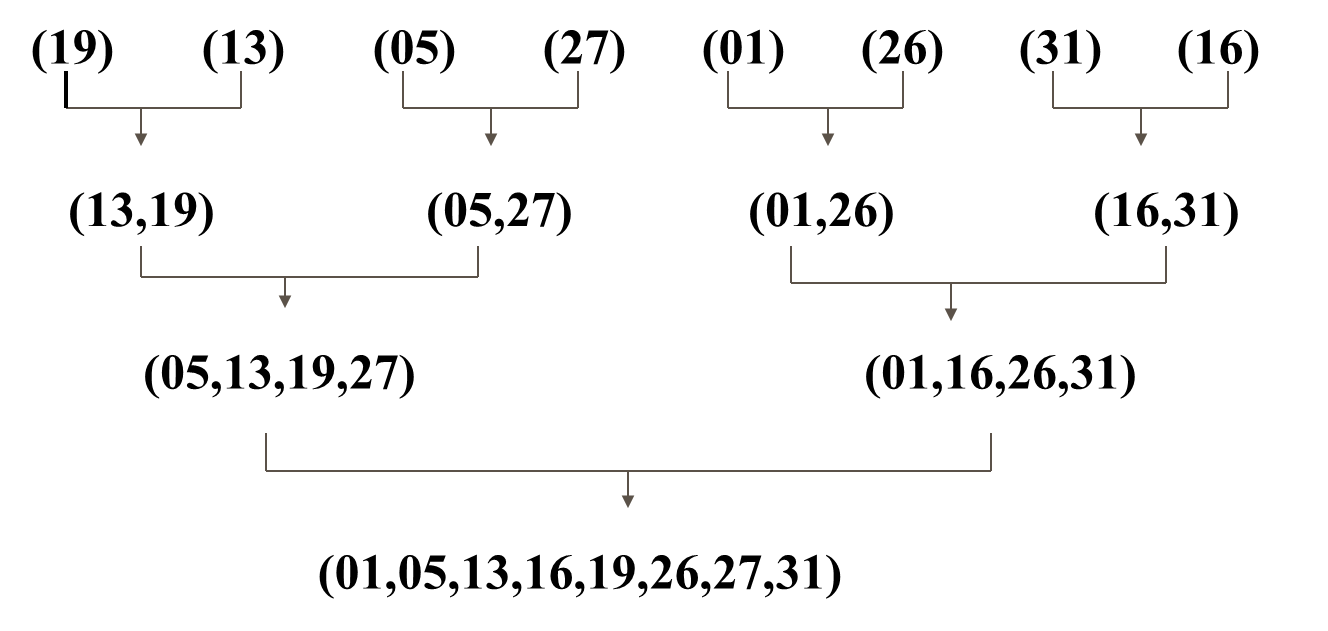 (19) (13) (05) (27) (01) (26) (31) (16)
(13,19) (05,27) (01,26) (16,31)
(05,13,19,27) (01,16,26,31)
(01,05,13,16,19,26,27,31)